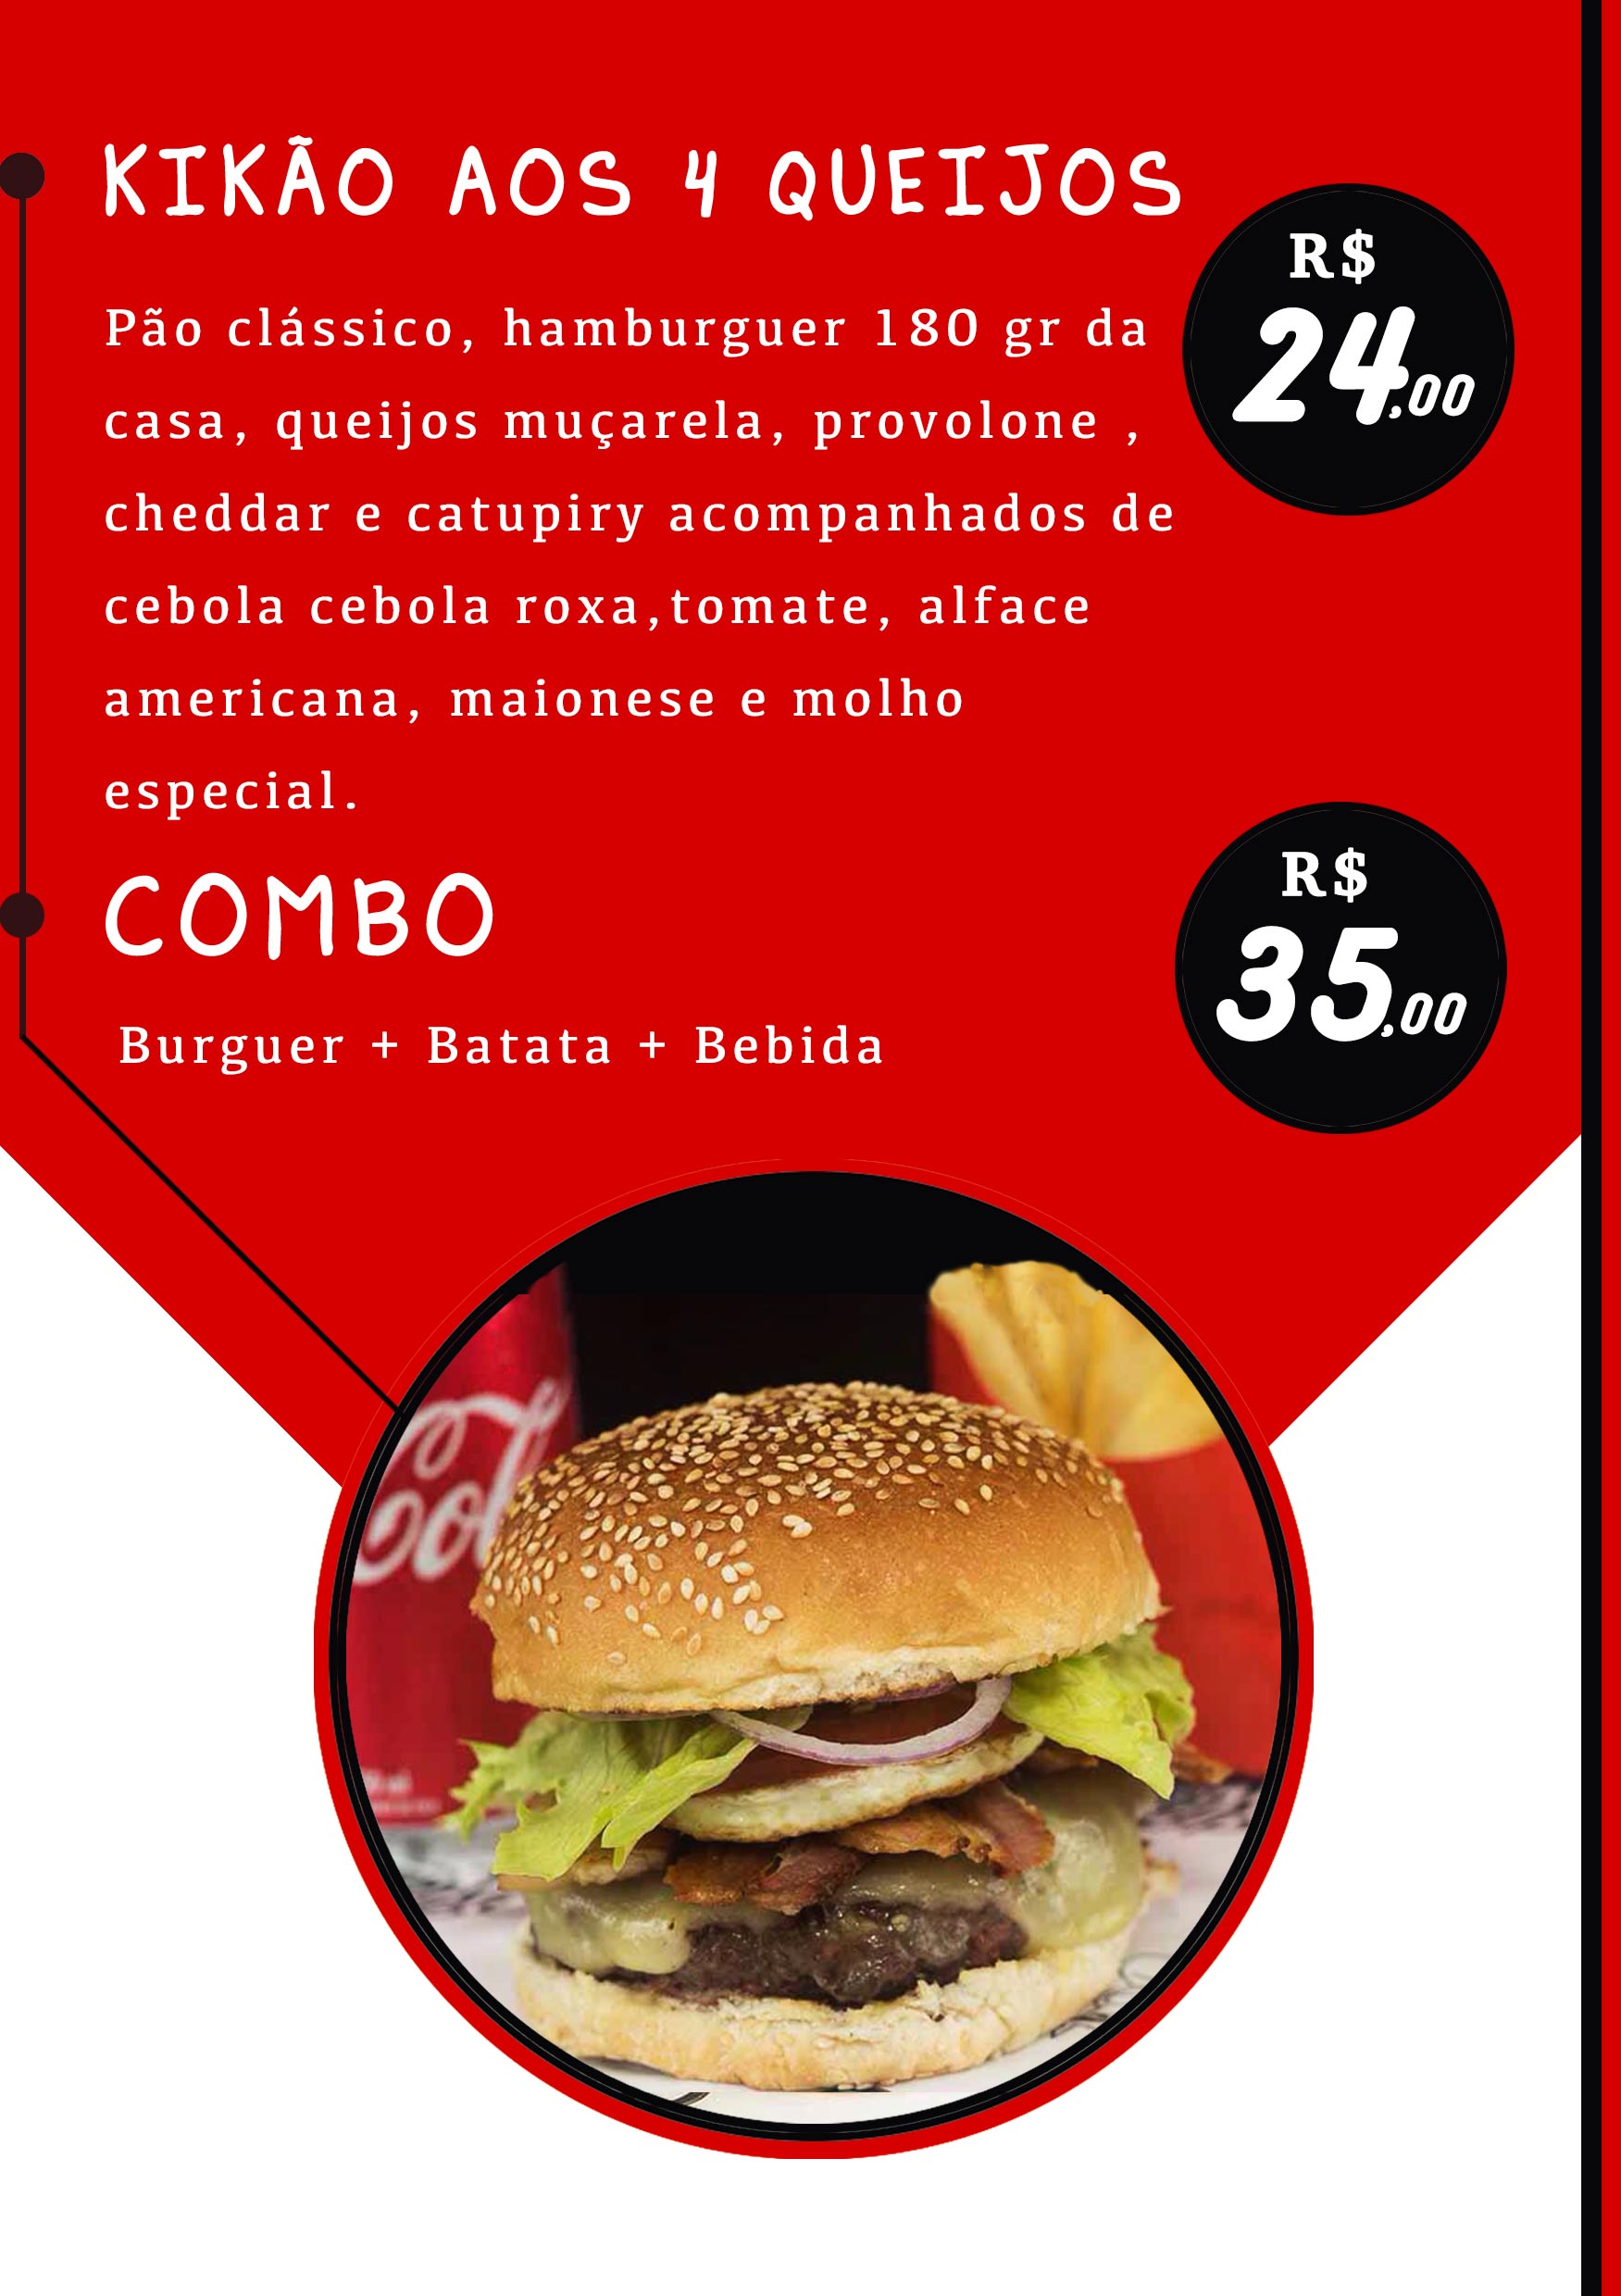 KIKÃO AOS 4 QUEIJOS
R$
24,00
Pão clássico, hamburguer 180 gr da
casa, queijos muçarela, provolone ,
cheddar e catupiry acompanhados de
cebola cebola roxa,tomate, alface
americana, maionese e molho
especial.
COMBO
R$
35,00
Burguer + Batata + Bebida